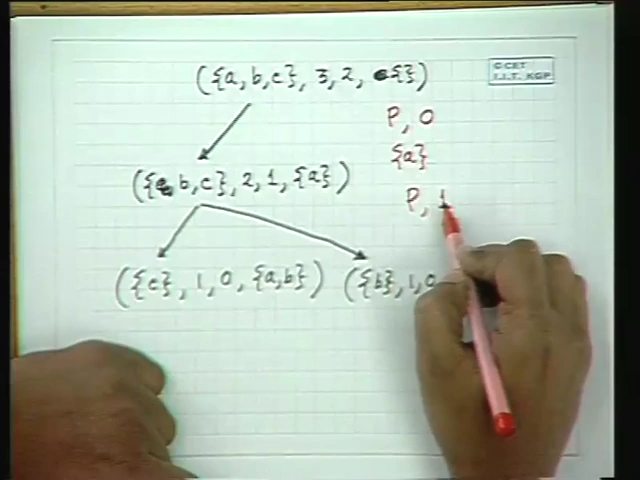 ({a, b, c}, 3, 2, {})
© CET
I.I.T. KGP
P, 0
{a}
({b, c}, 2, 1, {a})
P, 1
({c}, 1, 0, {a,b}) ({b}, 1, 0